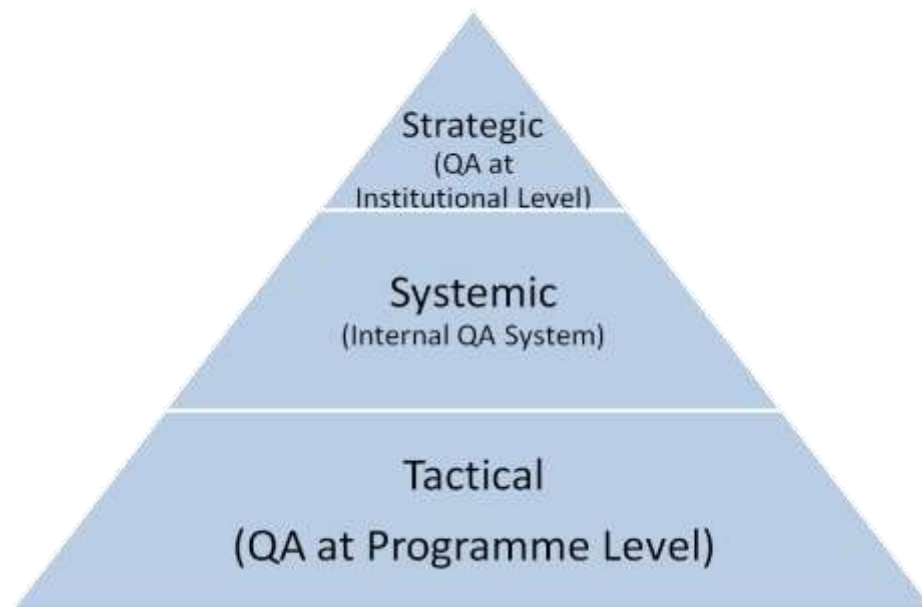 Strategic
(QA at
Institutional Level)
Systemic
(Internal QA System)
Tactical
(QA at Programme Level)